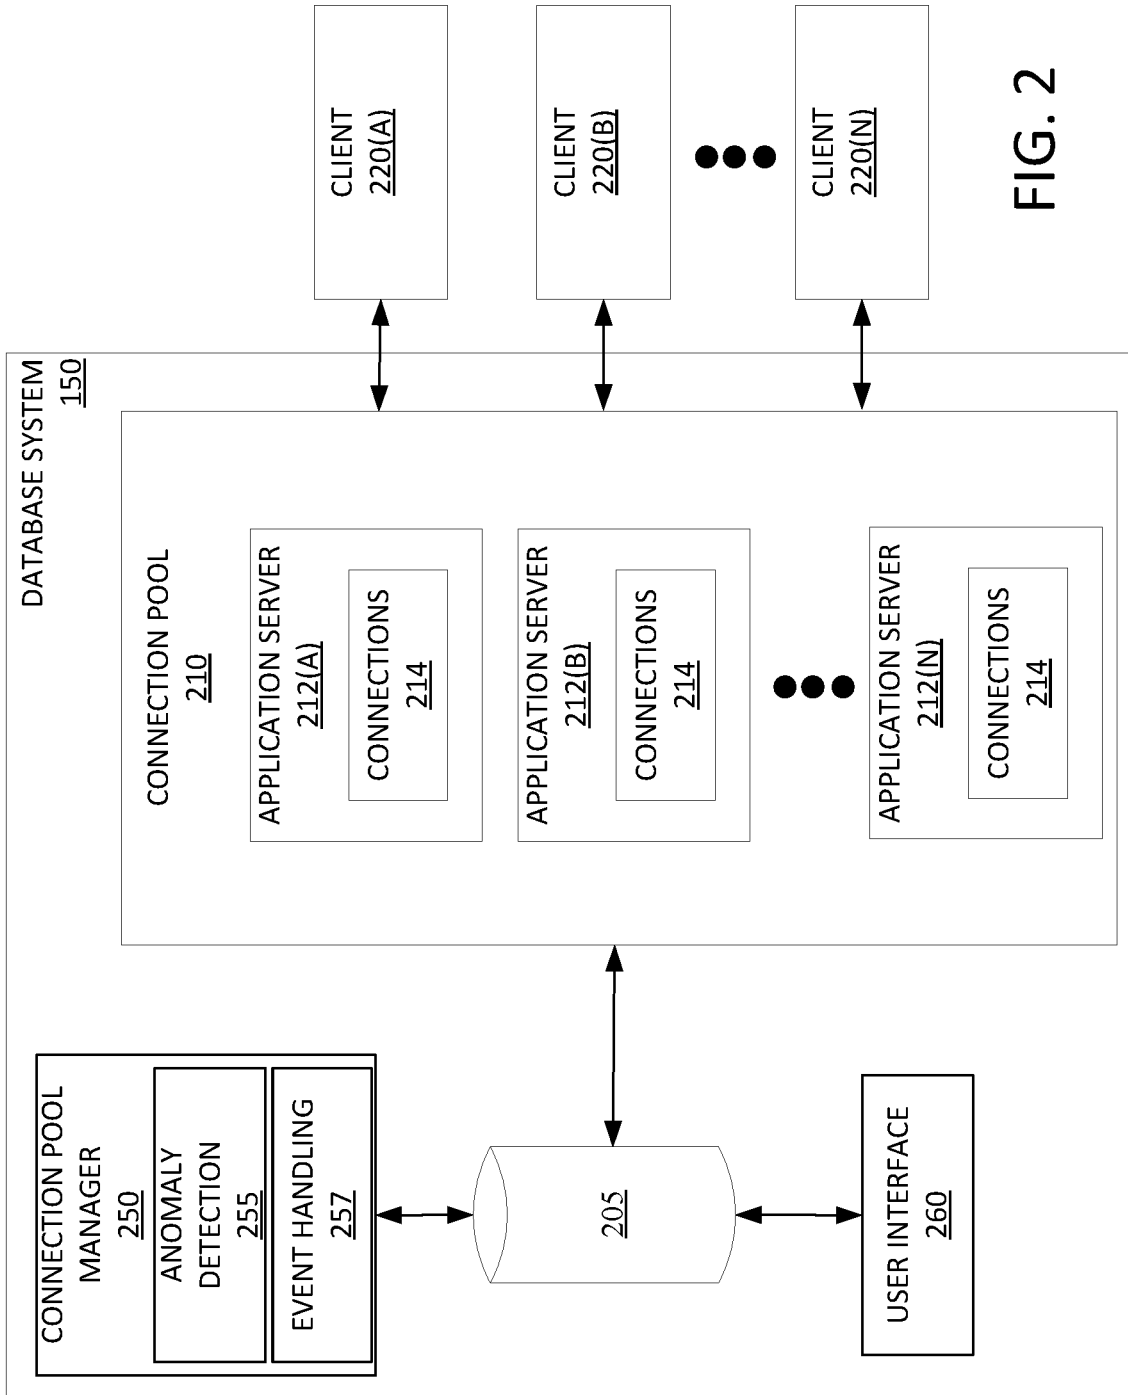 DATABASE SYSTEM
150
CONNECTION POOL
MANAGER
250
ANOMALY
DETECTION
255
EVENT HANDLING
257
205
USER INTERFACE
260
CONNECTION POOL
210
APPLICATION SERVER
212(A)
CONNECTIONS
214
APPLICATION SERVER
212(B)
CONNECTIONS
214
APPLICATION SERVER
212(N)
CONNECTIONS
214
CLIENT
220(A)
CLIENT
220(B)
CLIENT
220(N)
FIG. 2